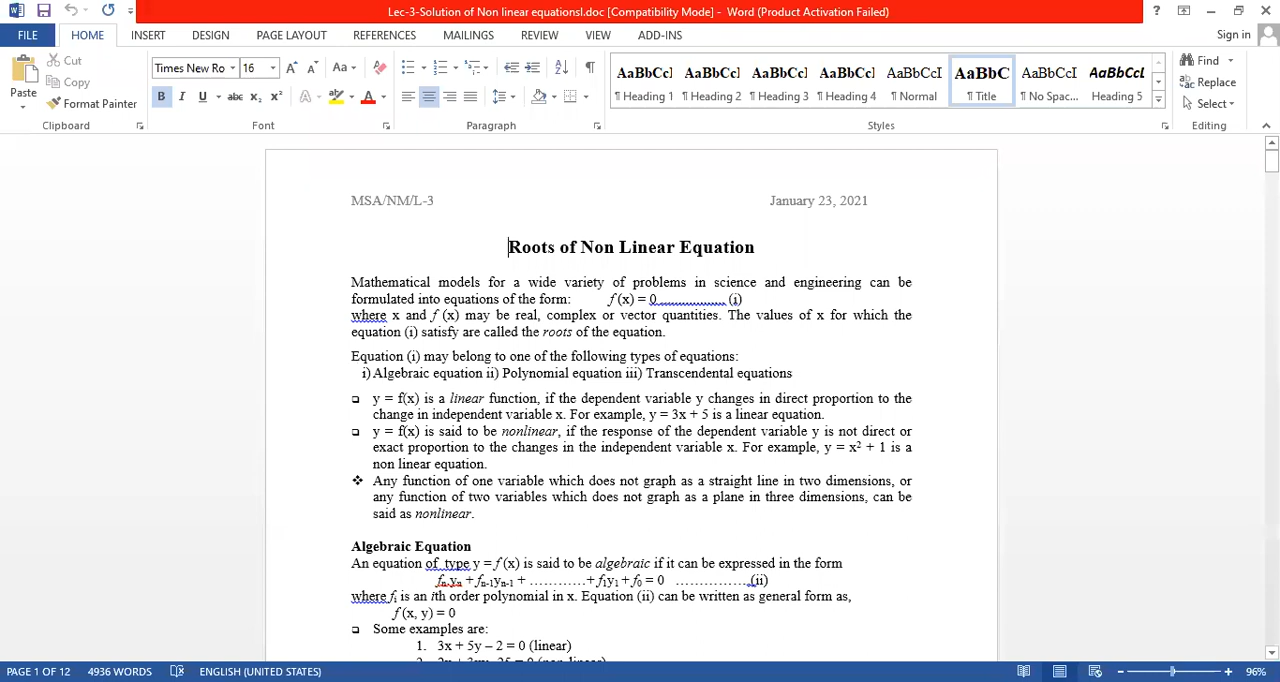 Lec-3-Solution of Non linear equationsl.doc [Compatibility Mode] - Word (Product Activation Failed)
FILE HOME INSERT DESIGN PAGE LAYOUT REFERENCES MAILINGS REVIEW VIEW ADD-INS Sign in
Paste Cut Copy Format Painter
Clipboard
Times New Ro 16
Font
Paragraph
AaBbCcI AaBbCcI AaBbCcI AaBbCcI AaBbCcI AaBbC AaBbCcI AaBbCcL
¶ Heading 1 ¶ Heading 2 ¶ Heading 3 ¶ Heading 4 ¶ Normal ¶ Title ¶ No Spac... Heading 5
Styles
Find
Replace
Select
Editing
MSA/NM/L-3 January 23, 2021
Roots of Non Linear Equation
Mathematical models for a wide variety of problems in science and engineering can be
formulated into equations of the form: f (x) = 0.................... (i)
where x and f (x) may be real, complex or vector quantities. The values of x for which the
equation (i) satisfy are called the roots of the equation.
Equation (i) may belong to one of the following types of equations:
i) Algebraic equation ii) Polynomial equation iii) Transcendental equations
y = f(x) is a linear function, if the dependent variable y changes in direct proportion to the
change in independent variable x. For example, y = 3x + 5 is a linear equation.
y = f(x) is said to be nonlinear, if the response of the dependent variable y is not direct or
exact proportion to the changes in the independent variable x. For example, y = x² + 1 is a
non linear equation.
❖ Any function of one variable which does not graph as a straight line in two dimensions, or
any function of two variables which does not graph as a plane in three dimensions, can be
said as nonlinear.
Algebraic Equation
An equation of type y = f (x) is said to be algebraic if it can be expressed in the form
fₙyₙ + fₙ₋₁yₙ₋₁ + ............+ f₁y₁ + f₀ = 0 ................(ii)
where fᵢ is an ith order polynomial in x. Equation (ii) can be written as general form as,
f (x, y) = 0
Some examples are:
1. 3x + 5y – 2 = 0 (linear)
PAGE 1 OF 12 4936 WORDS ENGLISH (UNITED STATES) 96%